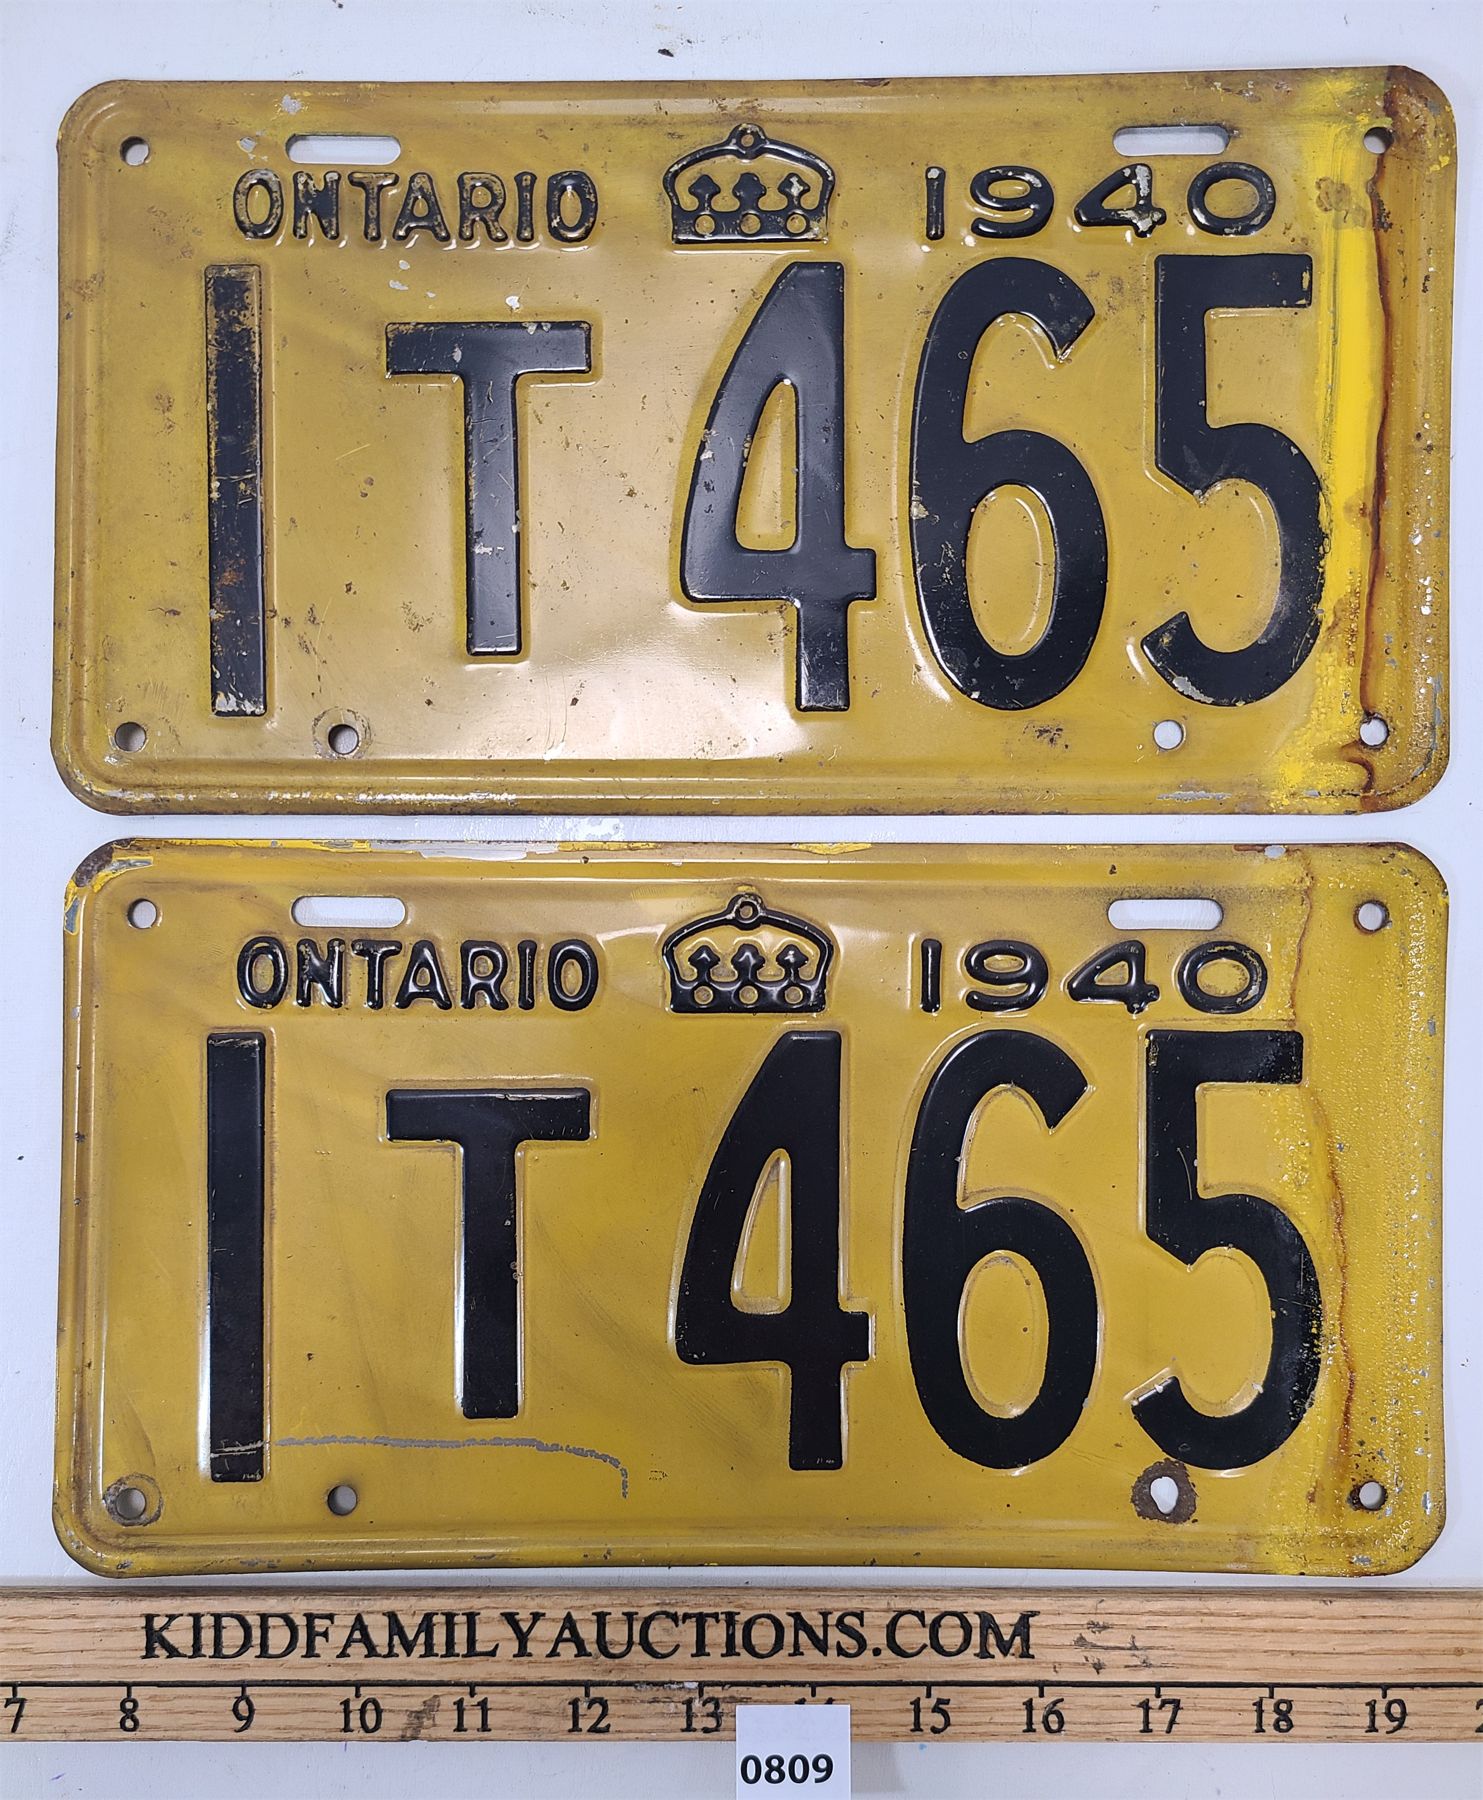 ONTARIO 1940
1T 465
ONTARIO 1940
1T 465
KIDDFAMILYAUCTIONS.COM
7 8 9 10 11 12 13 14 15 16 17 18 19
0809